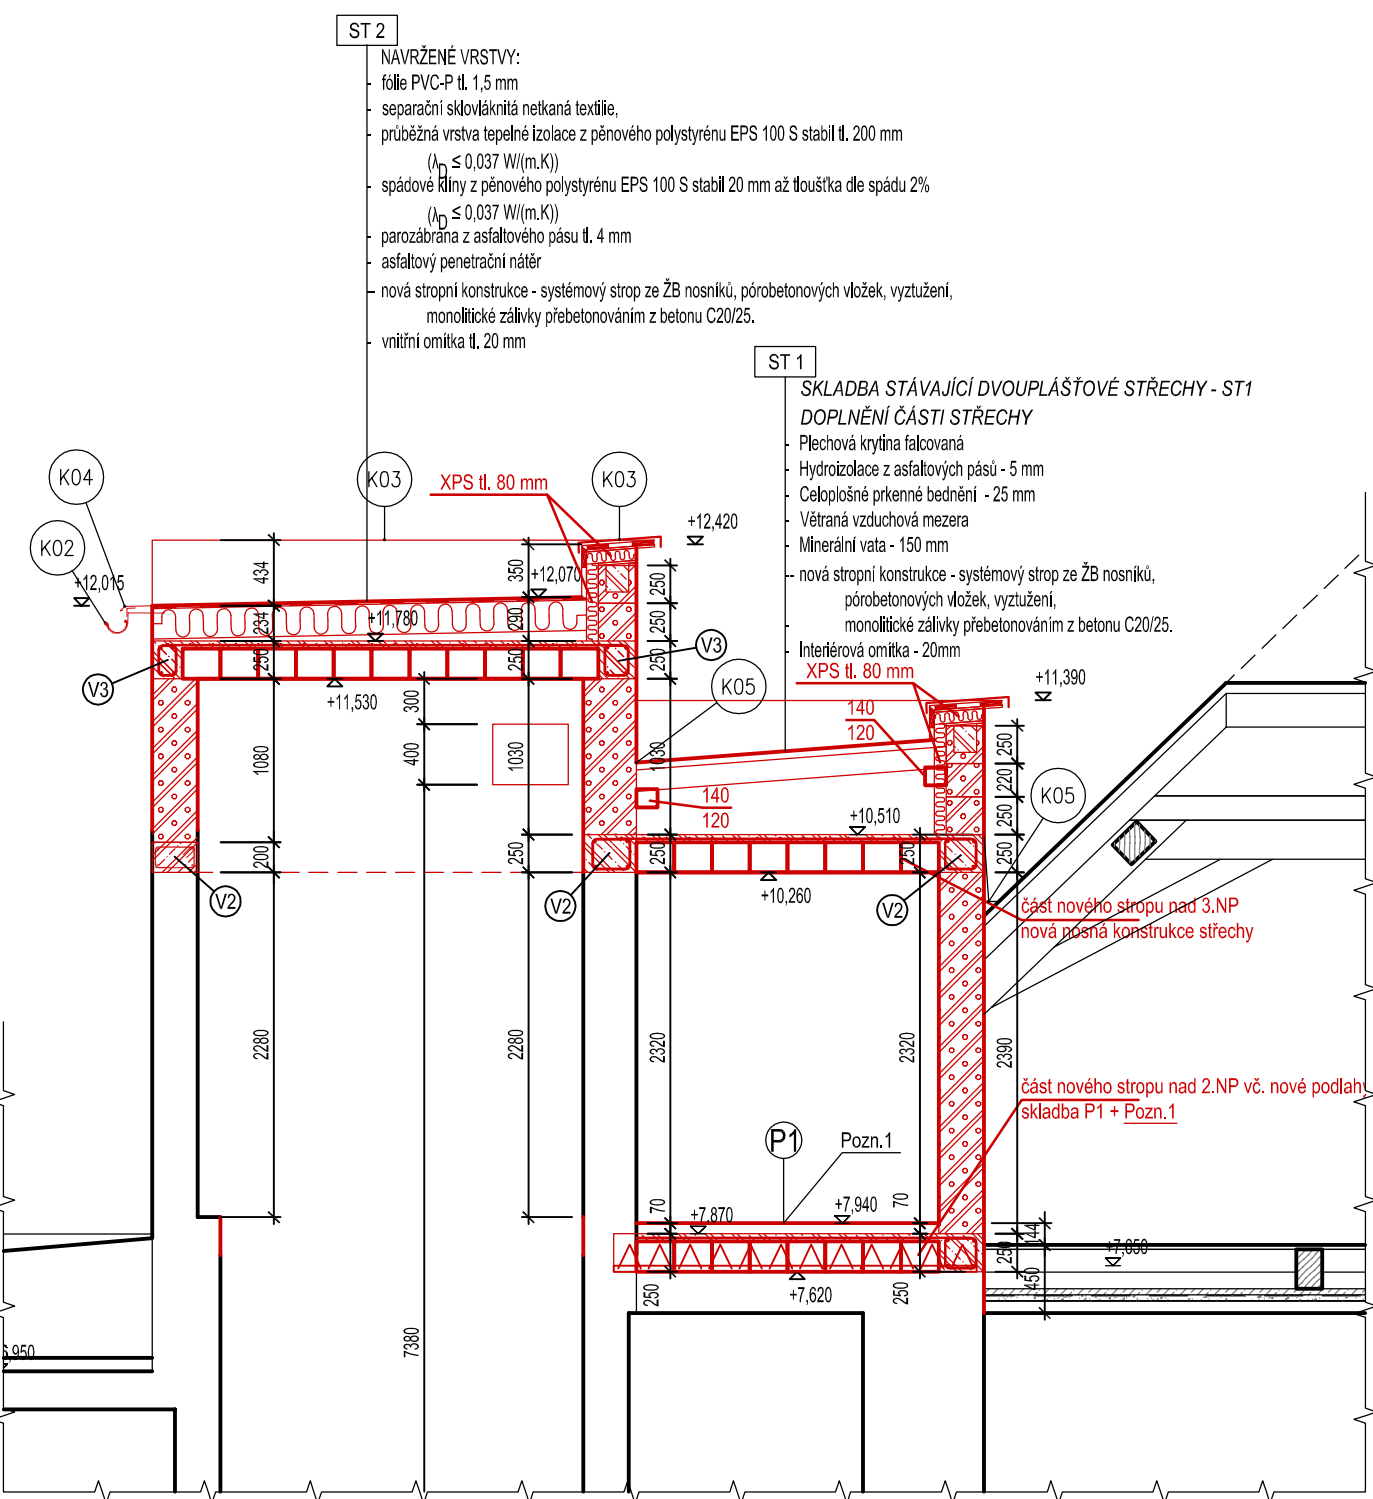 ST 2
NAVRŽENÉ VRSTVY:
- fólie PVC-P tl. 1,5 mm
- separační sklovláknitá netkaná textilie,
- průběžná vrstva tepelné izolace z pěnového polystyrénu EPS 100 S stabil tl. 200 mm
(λD ≤ 0,037 W/(m.K))
- spádové klíny z pěnového polystyrénu EPS 100 S stabil 20 mm až tloušťka dle spádu 2%
(λD ≤ 0,037 W/(m.K))
- parozábrana z asfaltového pásu tl. 4 mm
- asfaltový penetrační nátěr
- nová stropní konstrukce - systémový strop ze ŽB nosníků, pórobetonových vložek, vyztužení,
monolitické zálivky přebetonováním z betonu C20/25.
- vnitřní omítka tl. 20 mm
ST 1
SKLADBA STÁVAJÍCÍ DVOUPLÁŠŤOVÉ STŘECHY - ST1
DOPLNĚNÍ ČÁSTI STŘECHY
- Plechová krytina falcovaná
- Hydroizolace z asfaltových pásů - 5 mm
- Celoplošné prkenné bednění - 25 mm
- Větraná vzduchová mezera
- Minerální vata - 150 mm
- nová stropní konstrukce - systémový strop ze ŽB nosníků,
pórobetonových vložek, vyztužení,
monolitické zálivky přebetonováním z betonu C20/25.
- Interiérová omítka - 20mm
K04
K03
XPS tl. 80 mm
K03
K02
+12,420
+12,015
434
350
+12,070
250
234
+11,780
290
250
V3
250
250
250
V3
K05
XPS tl. 80 mm
+11,390
+11,530
300
140
120
1080
400
1030
1030
250
220
K05
140
120
250
+10,510
200
250
250
250
250
+10,260
V2
V2
V2
část nového stropu nad 3.NP
nová nosná konstrukce střechy
2280
2280
2320
2320
2390
část nového stropu nad 2.NP vč. nové podlahy
skladba P1 + Pozn.1
P1
Pozn.1
70
70
+7,940
+7,870
144
250
+7,650
450
250
250
+7,620
7380
6,950